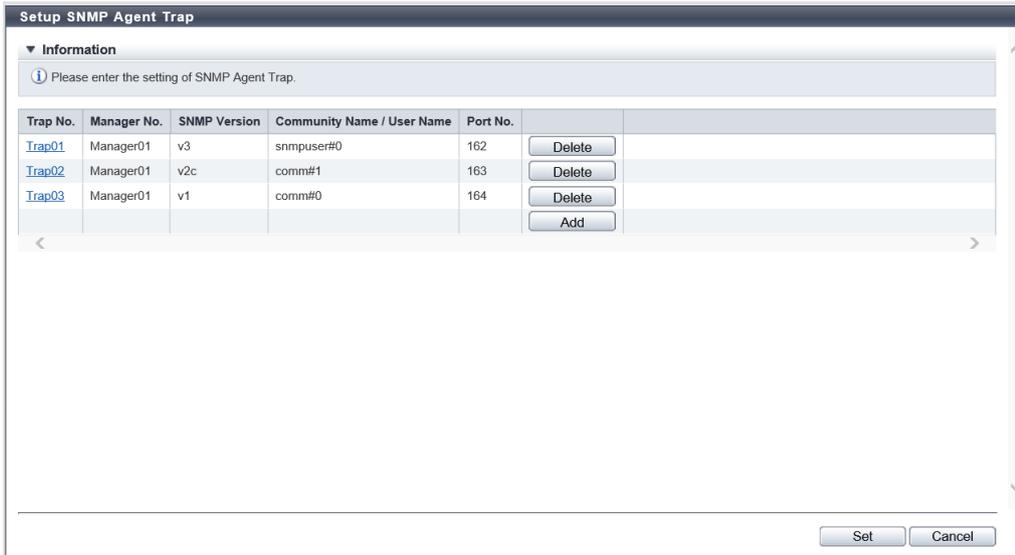 Setup SNMP Agent Trap
Information
Please enter the setting of SNMP Agent Trap.
Trap No. Manager No. SNMP Version Community Name / User Name Port No.
Trap01 Manager01 v3 snmpuser#0 162 Delete
Trap02 Manager01 v2c comm#1 163 Delete
Trap03 Manager01 v1 comm#0 164 Delete
Add
Set Cancel